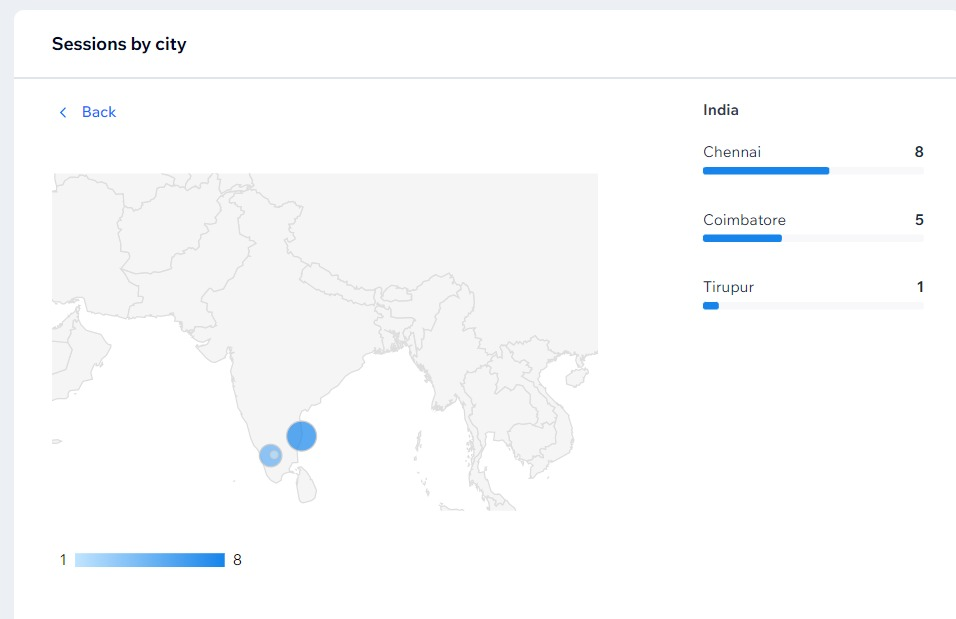 Sessions by city
Back
India
Chennai 8
Coimbatore 5
Tirupur 1
1 8